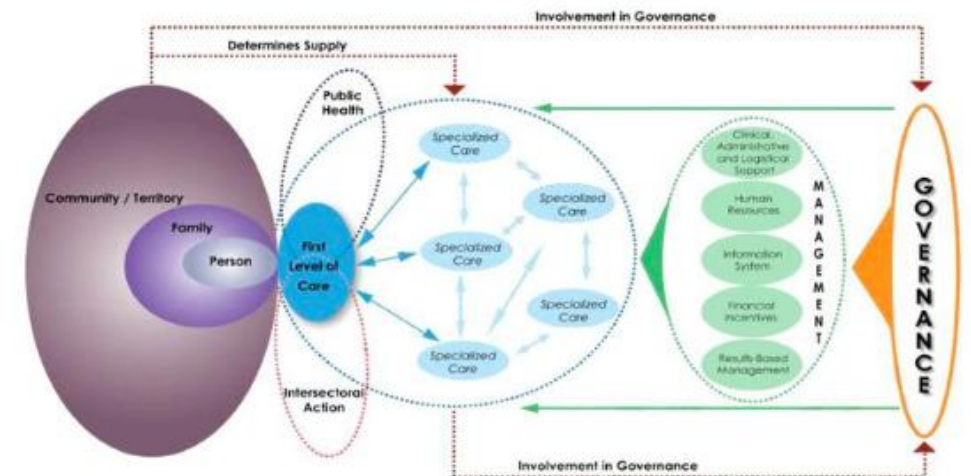 Involvement in Governance
Determines Supply
Public
Health
Community / Territory
Family
Person
First
Level of
Care
Intersectoral
Action
Specialized
Care
Specialized
Care
Specialized
Care
Specialized
Care
Specialized
Care
Clinical,
Administrative
and Logistical
Support
Human
Resources
Information
System
Financial
Incentives
Results-Based
Management
MANAGEMENT
GOVERNANCE
Involvement in Governance